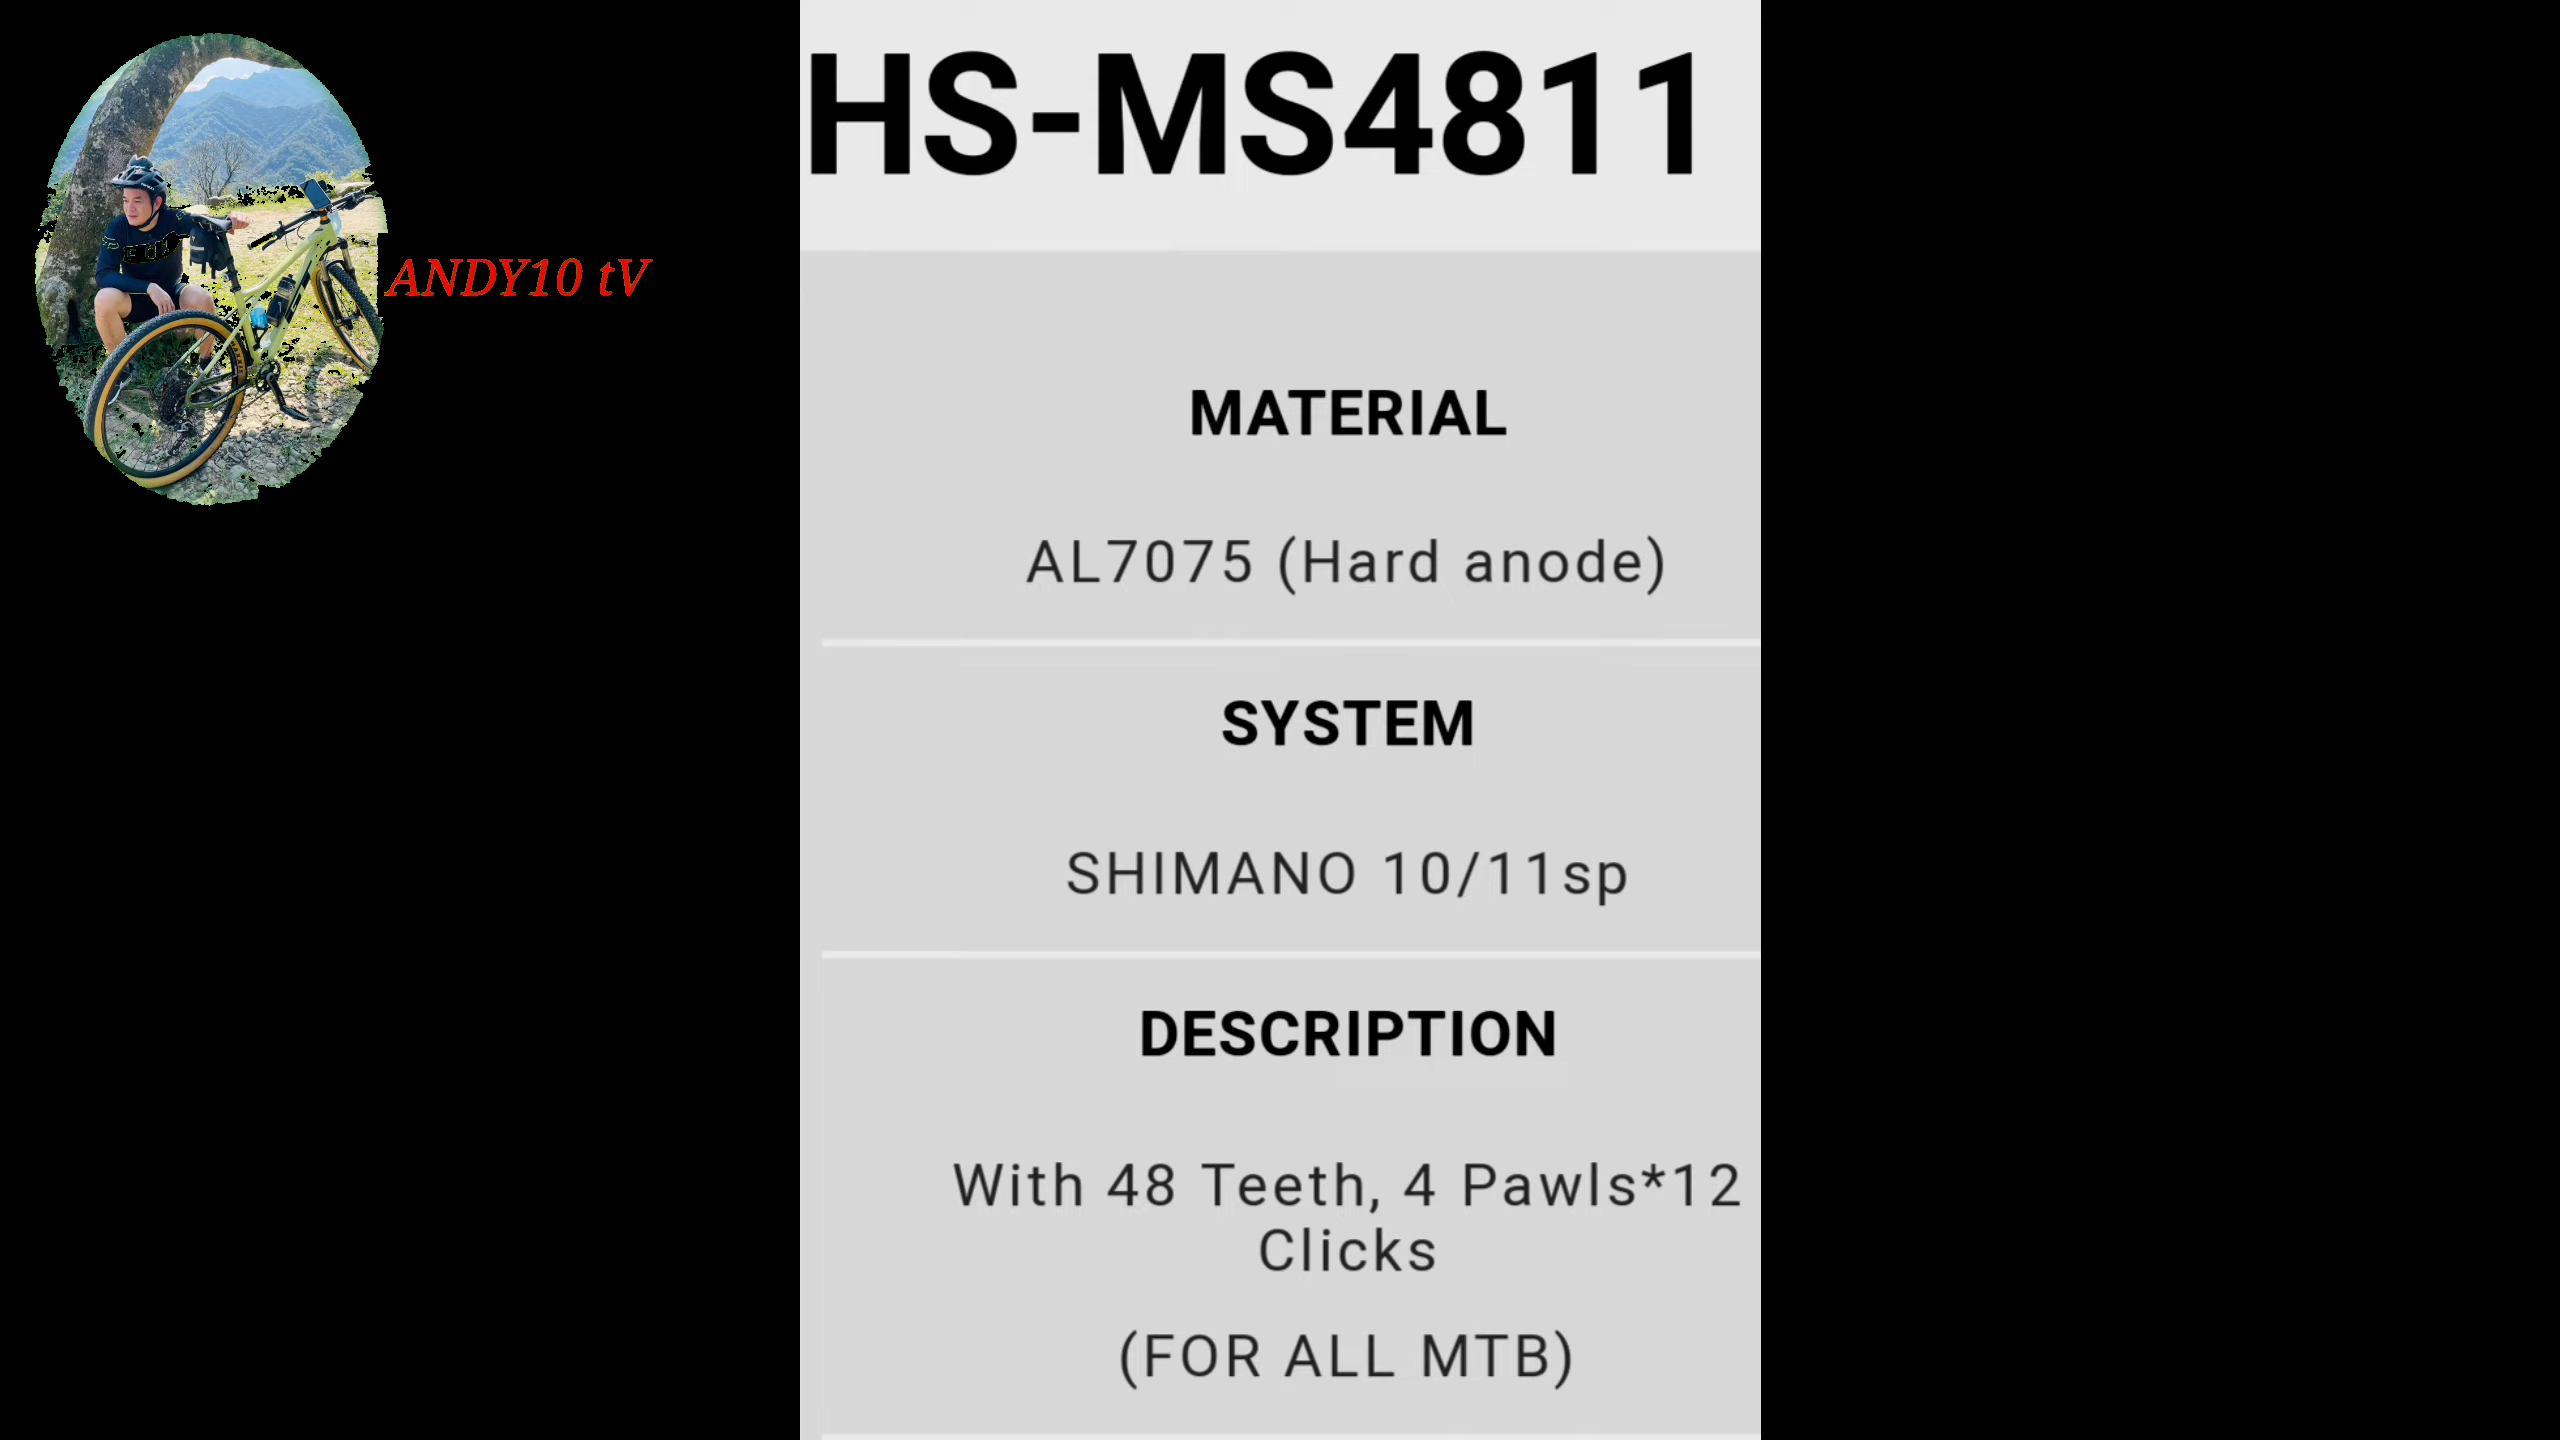 HS-MS4811
ANDY10 tV
MATERIAL
AL7075 (Hard anode)
SYSTEM
SHIMANO 10/11sp
DESCRIPTION
With 48 Teeth, 4 Pawls*12
Clicks
(FOR ALL MTB)